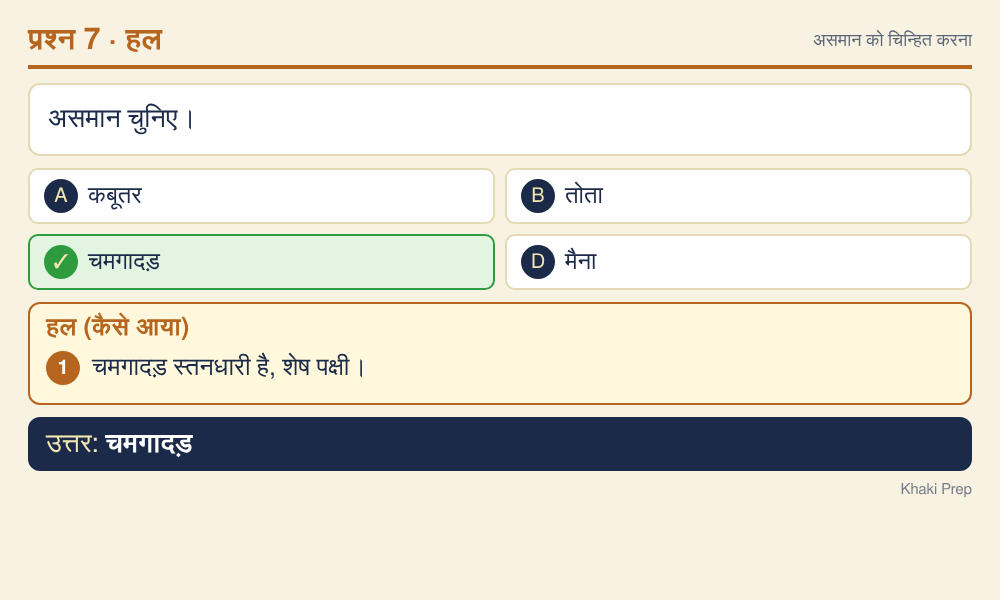 प्रश्न 7 · हल
असमान को चिन्हित करना
असमान चुनिए।
A कबूतर
B तोता
✓ चमगादड़
D मैना
हल (कैसे आया)
1 चमगादड़ स्तनधारी है, शेष पक्षी।
उत्तर: चमगादड़
Khaki Prep